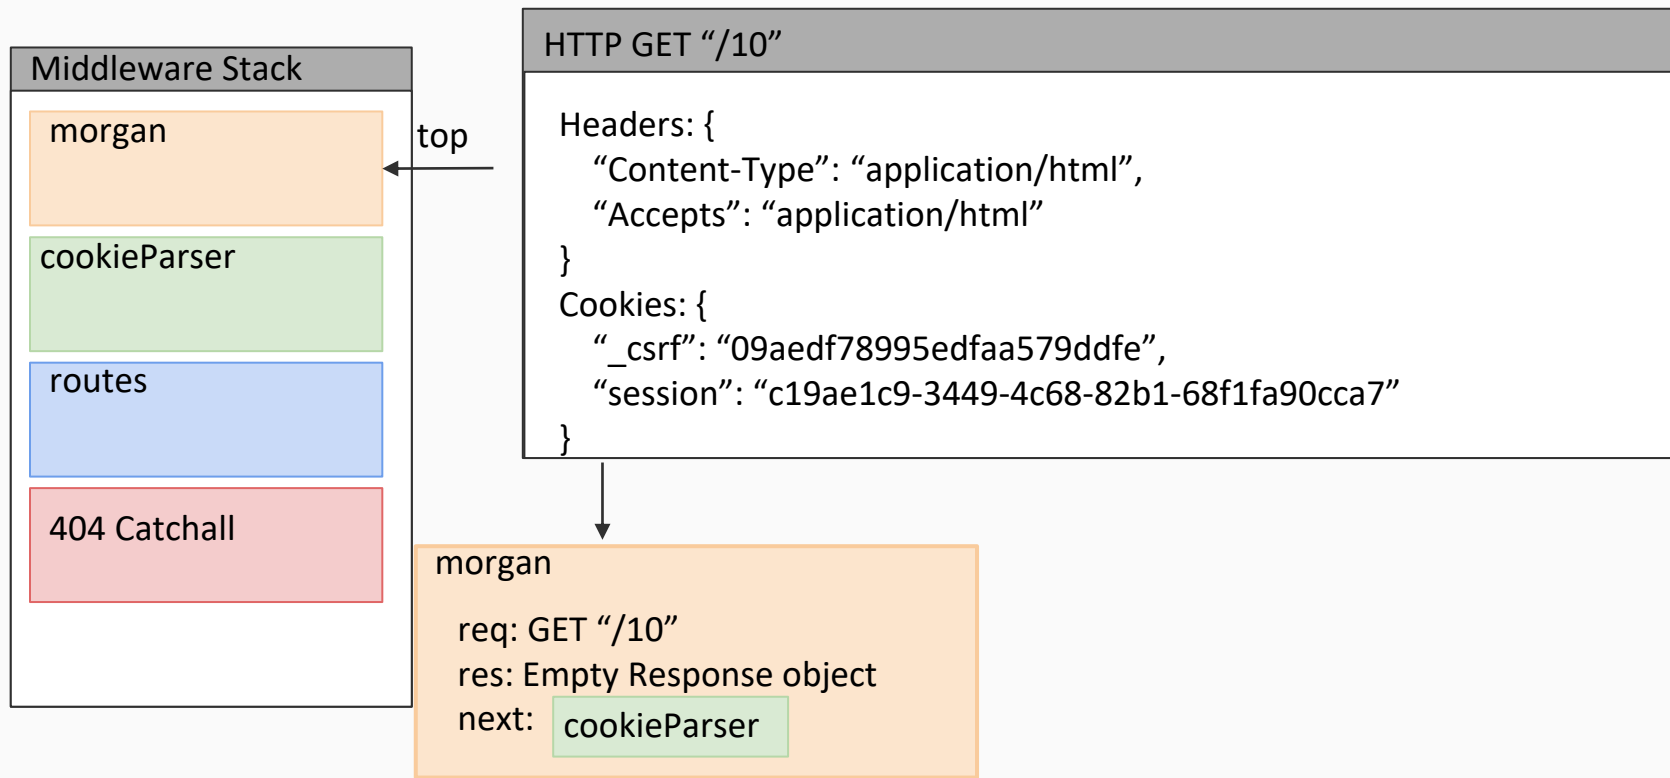 Middleware Stack
morgan
cookieParser
routes
404 Catchall
top
HTTP GET “/10”
Headers: {
“Content-Type”: “application/html”,
“Accepts”: “application/html”
}
Cookies: {
“_csrf”: “09aedf78995edfaa579ddfe”,
“session”: “c19ae1c9-3449-4c68-82b1-68f1fa90cca7”
}
morgan
req: GET “/10”
res: Empty Response object
next: cookieParser